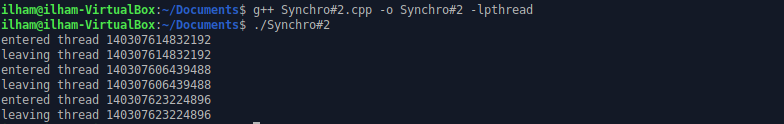 ilham@ilham-VirtualBox:~/Documents$ g++ Synchro#2.cpp -o Synchro#2 -lpthread
ilham@ilham-VirtualBox:~/Documents$ ./Synchro#2
entered thread 140307614832192
leaving thread 140307614832192
entered thread 140307606439488
leaving thread 140307606439488
entered thread 140307623224896
leaving thread 140307623224896